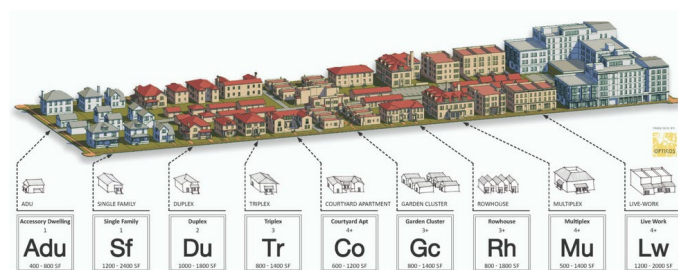 OPTICOS
ADU
SINGLE FAMILY
DUPLEX
TRIPLEX
COURTYARD APARTMENT
GARDEN CLUSTER
ROWHOUSE
MULTIPLEX
LIVE-WORK
Accessory Dwelling
1
Adu
400 - 800 SF
Single Family
1
Sf
1200 - 2400 SF
Duplex
2
Du
1000 - 1800 SF
Triplex
3
Tr
800 - 1400 SF
Courtyard Apt
4+
Co
600 - 1200 SF
Garden Cluster
3+
Gc
800 - 1400 SF
Rowhouse
3+
Rh
800 - 1800 SF
Multiplex
4+
Mu
500 - 1400 SF
Live Work
4+
Lw
1200 - 2000 SF